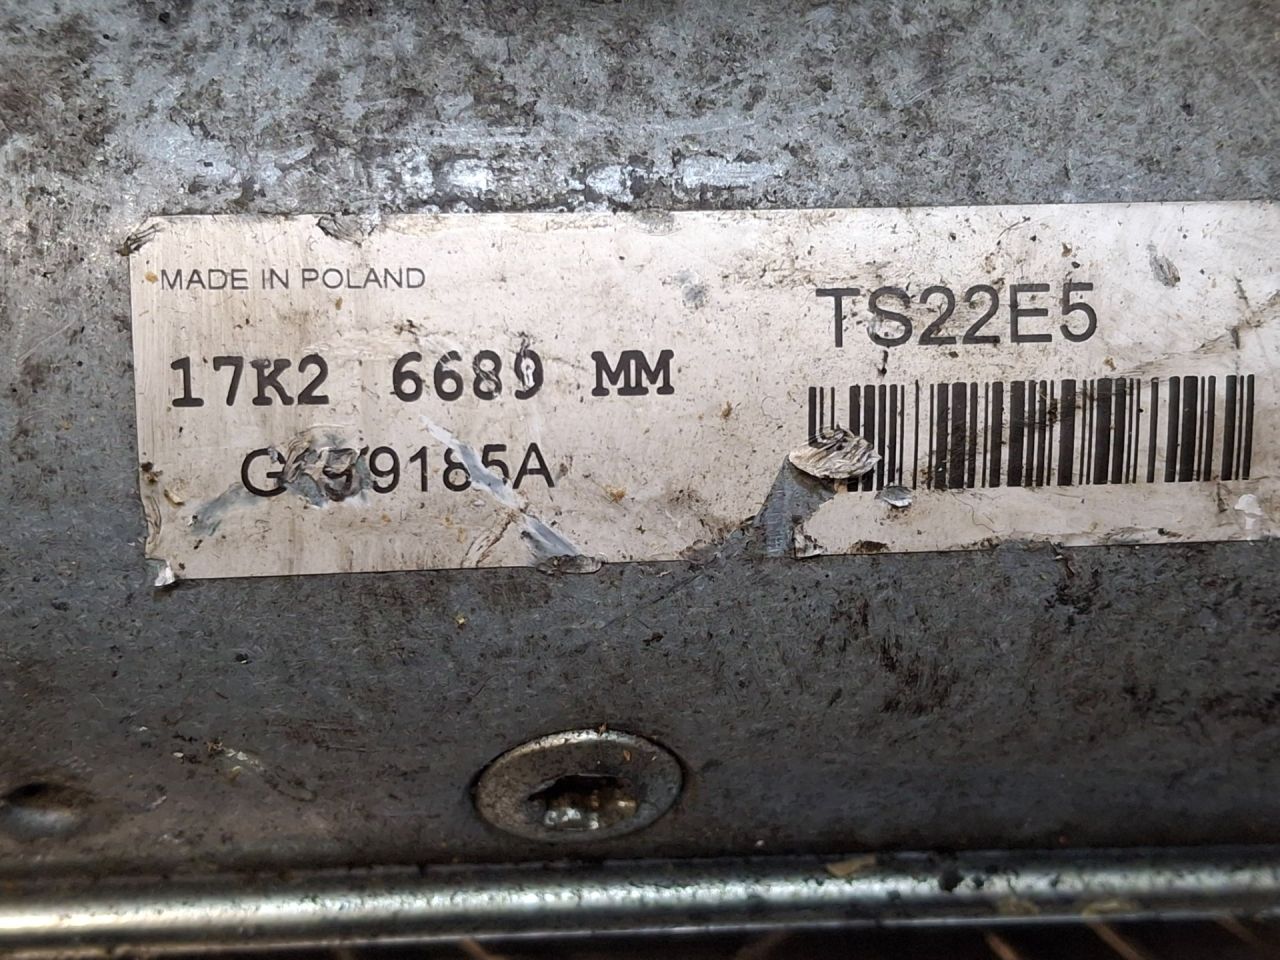 MADE IN POLAND
TS22E5
17K2 6689 MM